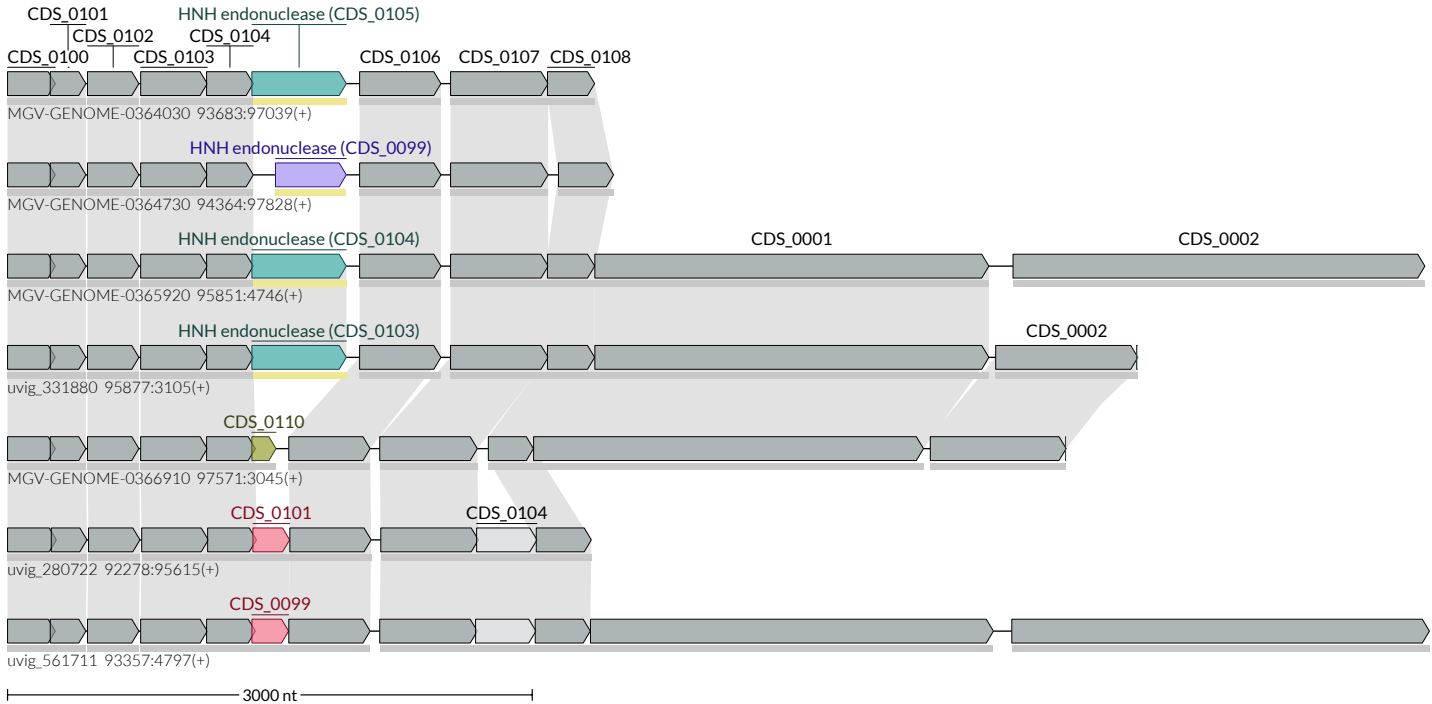 CDS_0101 HNH endonuclease (CDS_0105)
CDS_0102 CDS_0104
CDS_0100 CDS_0103 CDS_0106 CDS_0107 CDS_0108
MGV-GENOME-0364030 93683:97039(+)
HNH endonuclease (CDS_0099)
MGV-GENOME-0364730 94364:97828(+)
HNH endonuclease (CDS_0104) CDS_0001 CDS_0002
MGV-GENOME-0365920 95851:4746(+)
HNH endonuclease (CDS_0103) CDS_0002
uvig_331880 95877:3105(+)
CDS_0110
MGV-GENOME-0366910 97571:3045(+)
CDS_0101 CDS_0104
uvig_280722 92278:95615(+)
CDS_0099
uvig_561711 93357:4797(+)
3000 nt